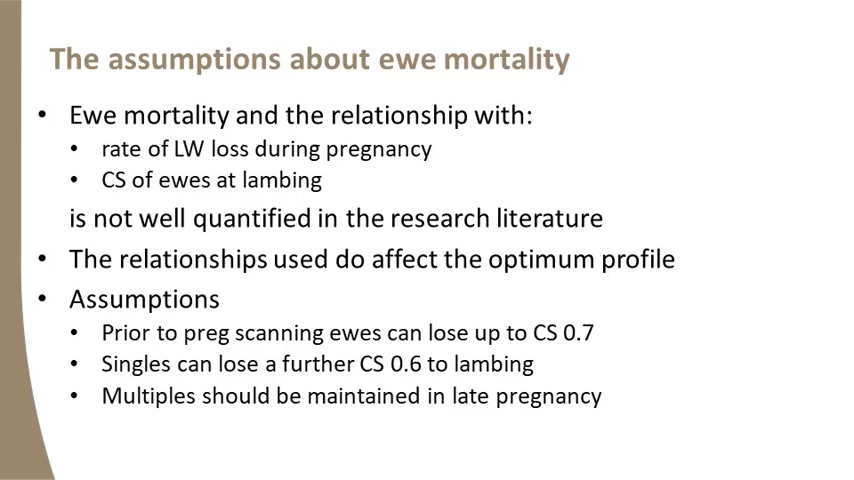 The assumptions about ewe mortality
• Ewe mortality and the relationship with:
• rate of LW loss during pregnancy
• CS of ewes at lambing
is not well quantified in the research literature
• The relationships used do affect the optimum profile
• Assumptions
• Prior to preg scanning ewes can lose up to CS 0.7
• Singles can lose a further CS 0.6 to lambing
• Multiples should be maintained in late pregnancy